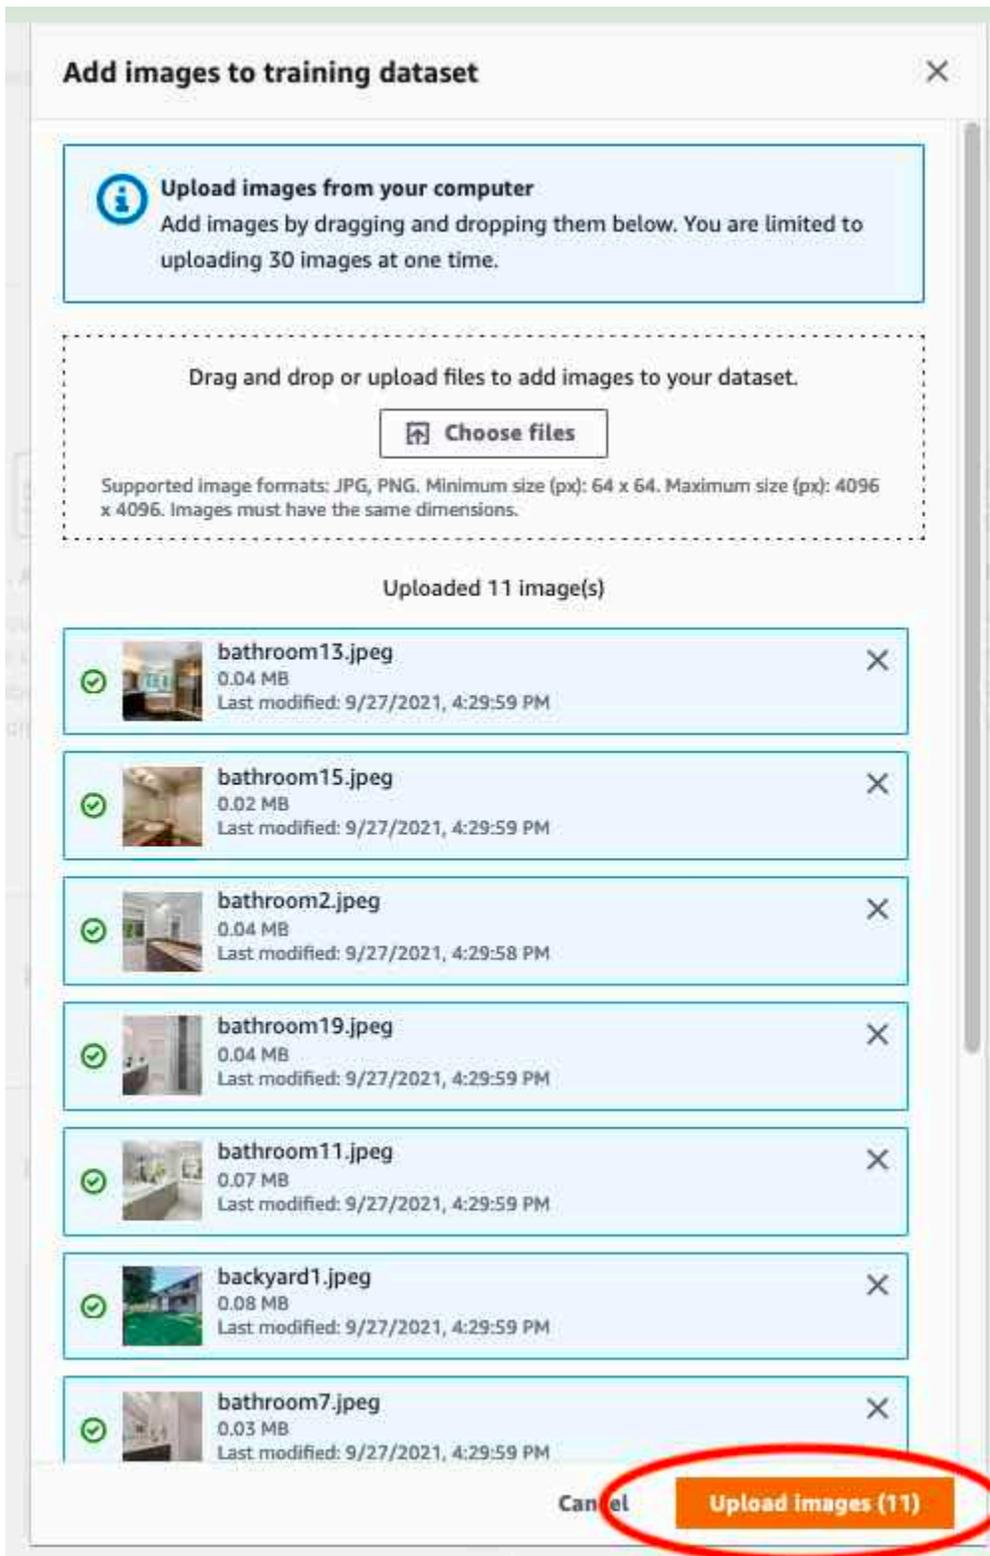 Add images to training dataset
Upload images from your computer
Add images by dragging and dropping them below. You are limited to
uploading 30 images at one time.
Drag and drop or upload files to add images to your dataset.
Choose files
Supported image formats: JPG, PNG. Minimum size (px): 64 x 64. Maximum size (px): 4096
x 4096. Images must have the same dimensions.
Uploaded 11 image(s)
bathroom13.jpeg
0.04 MB
Last modified: 9/27/2021, 4:29:59 PM
bathroom15.jpeg
0.02 MB
Last modified: 9/27/2021, 4:29:59 PM
bathroom2.jpeg
0.04 MB
Last modified: 9/27/2021, 4:29:58 PM
bathroom19.jpeg
0.04 MB
Last modified: 9/27/2021, 4:29:59 PM
bathroom11.jpeg
0.07 MB
Last modified: 9/27/2021, 4:29:59 PM
backyard1.jpeg
0.08 MB
Last modified: 9/27/2021, 4:29:59 PM
bathroom7.jpeg
0.03 MB
Last modified: 9/27/2021, 4:29:59 PM
Cancel
Upload images (11)